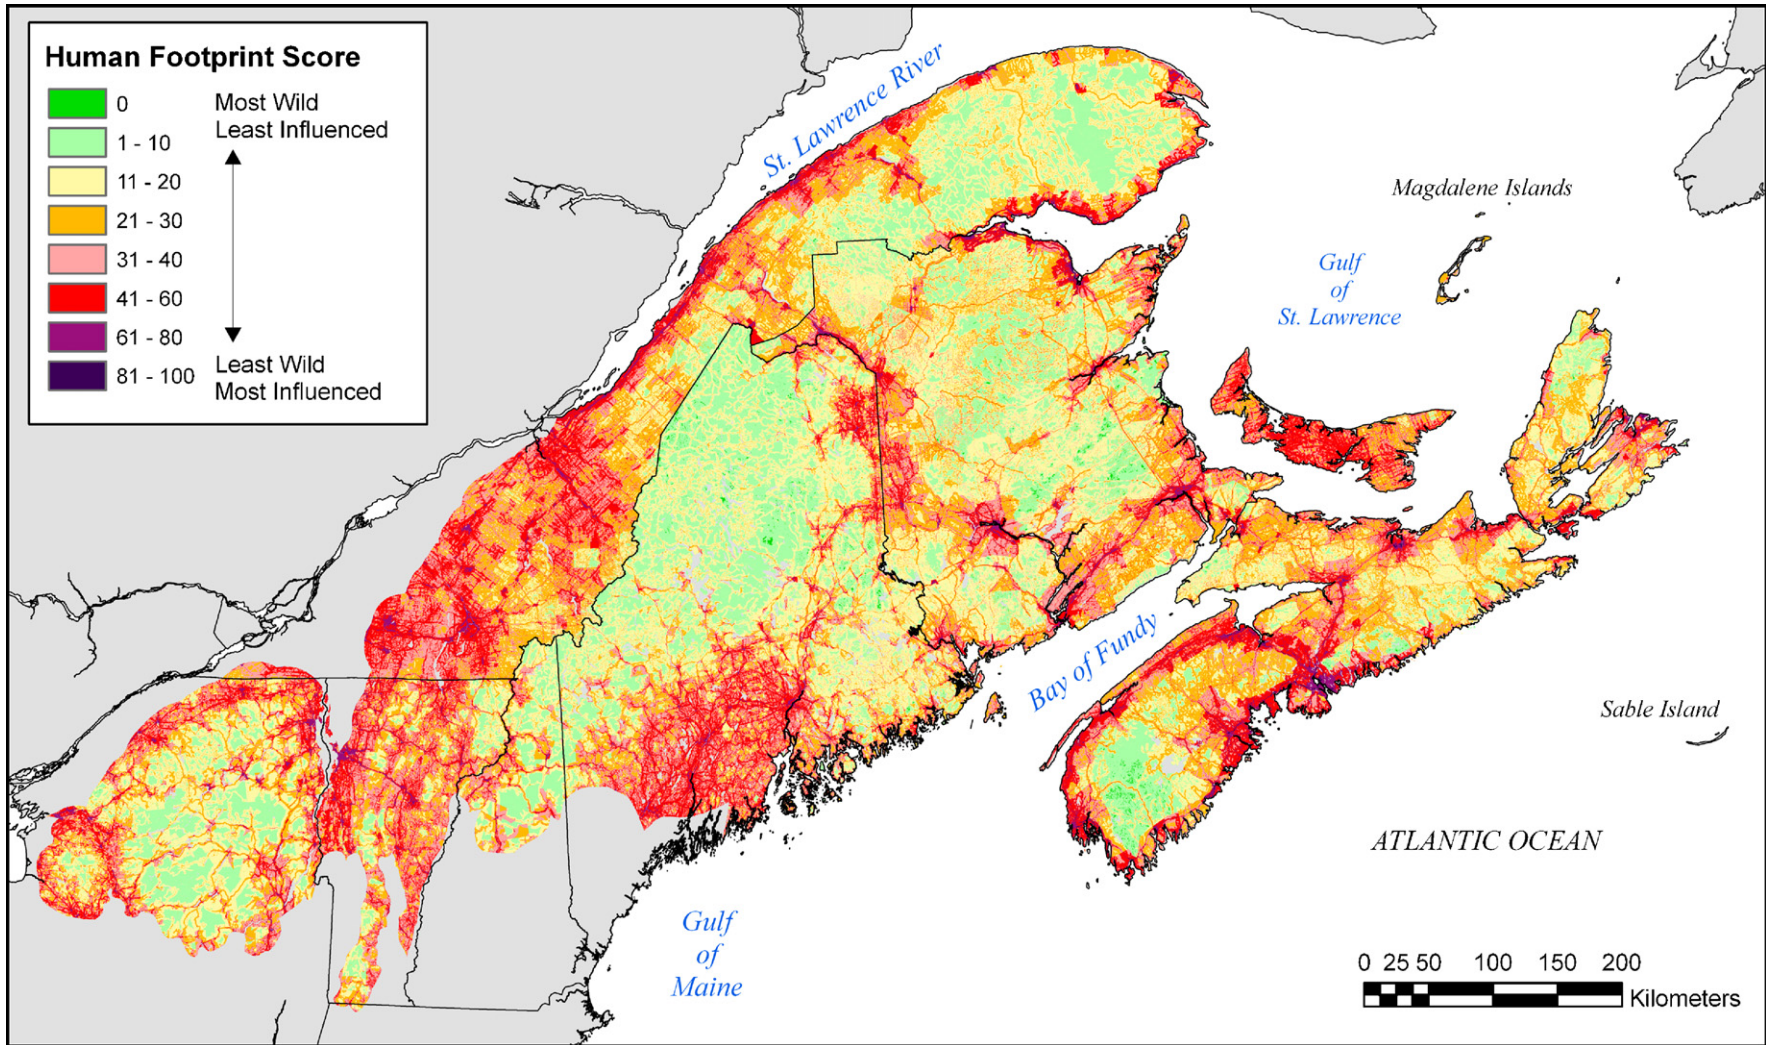 Human Footprint Score
0
1 - 10
11 - 20
21 - 30
31 - 40
41 - 60
61 - 80
81 - 100
Most Wild
Least Influenced
Least Wild
Most Influenced
St. Lawrence River
Magdalene Islands
Gulf
of
St. Lawrence
Bay of Fundy
Sable Island
ATLANTIC OCEAN
Gulf
of
Maine
0 25 50 100 150 200
Kilometers